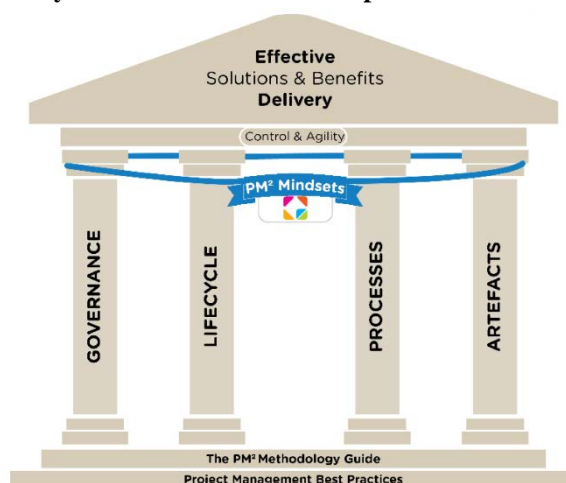 Effective
Solutions & Benefits
Delivery
Control & Agility
PM² Mindsets
GOVERNANCE
LIFECYCLE
PROCESSES
ARTEFACTS
The PM² Methodology Guide
Project Management Best Practices